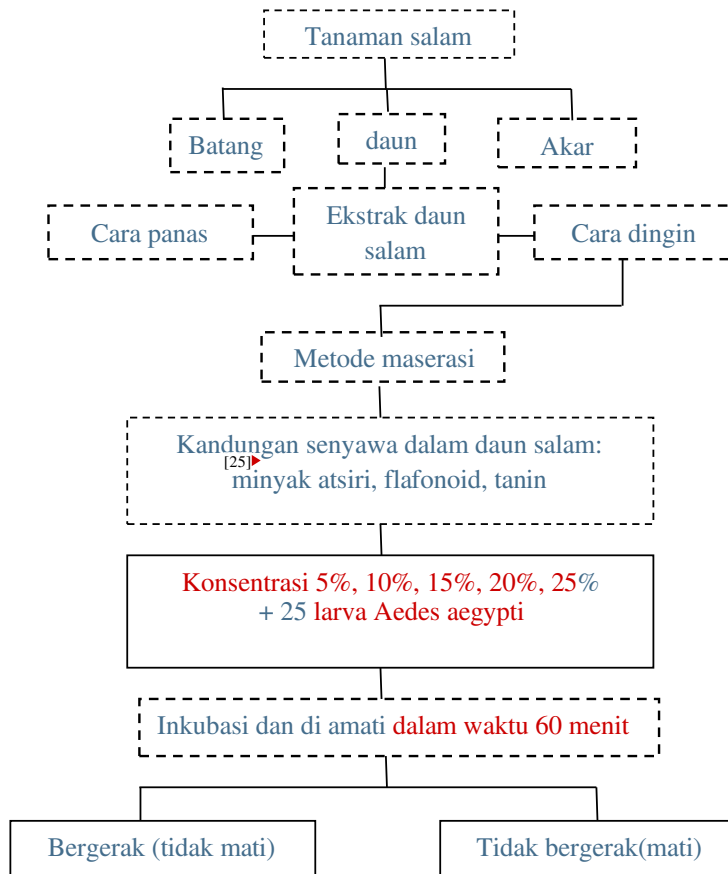 Tanaman salam
Batang
daun
Akar
Cara panas
Ekstrak daun
salam
Cara dingin
Metode maserasi
Kandungan senyawa dalam daun salam:
[25]
minyak atsiri, flafonoid, tanin
Konsentrasi 5%, 10%, 15%, 20%, 25%
+ 25 larva Aedes aegypti
Inkubasi dan di amati dalam waktu 60 menit
Bergerak (tidak mati)
Tidak bergerak(mati)